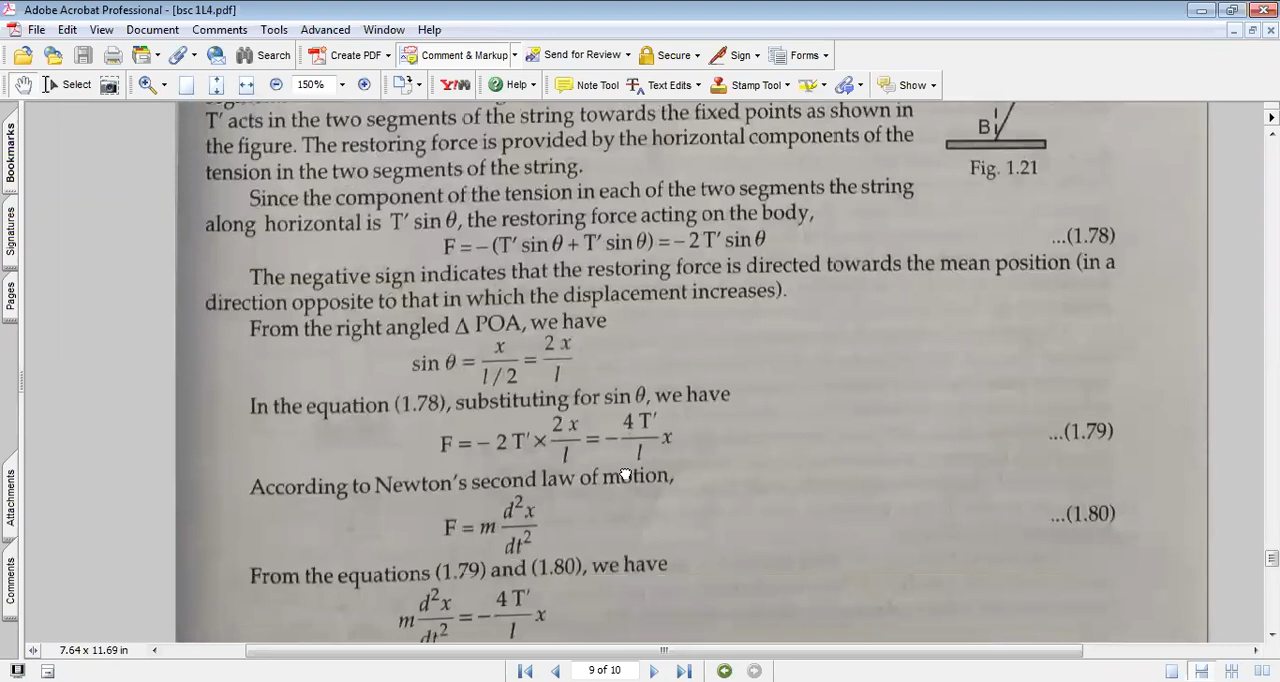 Adobe Acrobat Professional - [bsc 1L4.pdf]
File Edit View Document Comments Tools Advanced Window Help
Search Create PDF Comment & Markup Send for Review Secure Sign Forms
Select 150% Y! Help Note Tool Text Edits Stamp Tool Show
Bookmarks
Signatures
Pages
Attachments
Comments
T′ acts in the two segments of the string towards the fixed points as shown in
the figure. The restoring force is provided by the horizontal components of the
tension in the two segments of the string.
B
Fig. 1.21
Since the component of the tension in each of the two segments the string
along horizontal is T′ sin θ, the restoring force acting on the body,
F = − (T′ sin θ + T′ sin θ) = − 2 T′ sin θ ...(1.78)
The negative sign indicates that the restoring force is directed towards the mean position (in a
direction opposite to that in which the displacement increases).
From the right angled Δ POA, we have
sin θ = x / l/2 = 2 x / l
In the equation (1.78), substituting for sin θ, we have
F = − 2 T′ × 2 x / l = − 4 T′ / l x ...(1.79)
According to Newton's second law of motion,
F = m d²x / dt² ...(1.80)
From the equations (1.79) and (1.80), we have
m d²x / dt² = − 4 T′ / l x
7.64 x 11.69 in
9 of 10